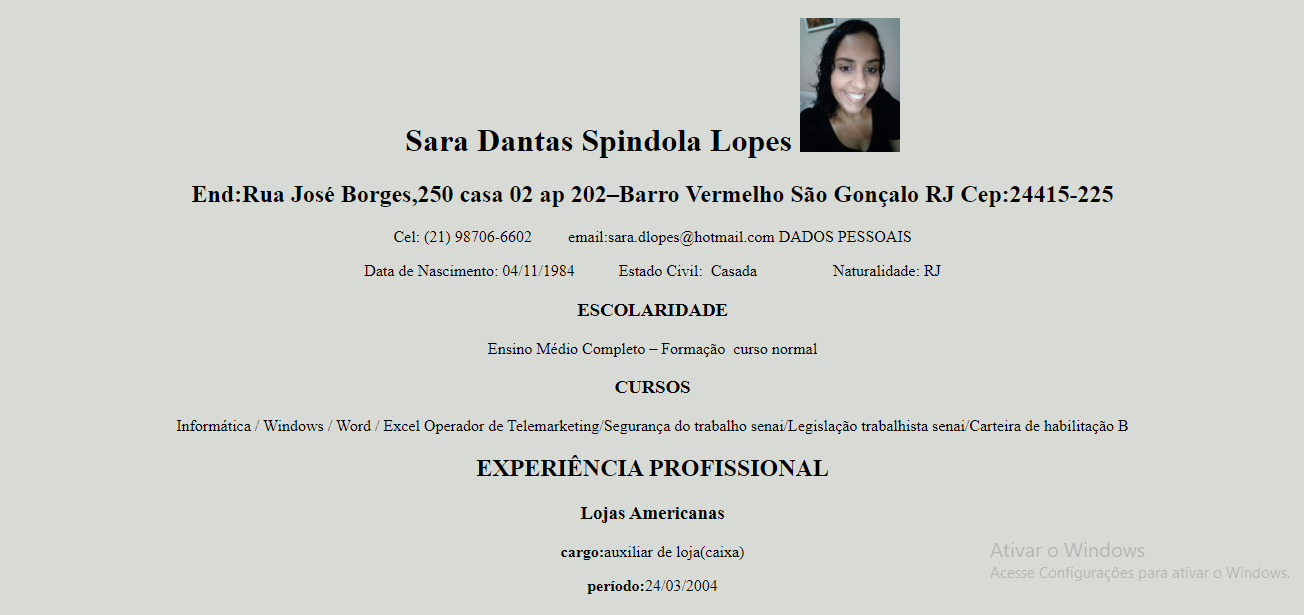 Sara Dantas Spindola Lopes
End:Rua José Borges,250 casa 02 ap 202–Barro Vermelho São Gonçalo RJ Cep:24415-225
Cel: (21) 98706-6602 email:sara.dlopes@hotmail.com DADOS PESSOAIS
Data de Nascimento: 04/11/1984 Estado Civil: Casada Naturalidade: RJ
ESCOLARIDADE
Ensino Médio Completo – Formação curso normal
CURSOS
Informática / Windows / Word / Excel Operador de Telemarketing/Segurança do trabalho senai/Legislação trabalhista senai/Carteira de habilitação B
EXPERIÊNCIA PROFISSIONAL
Lojas Americanas
cargo:auxiliar de loja(caixa)
período:24/03/2004
Ativar o Windows
Acesse Configurações para ativar o Windows.